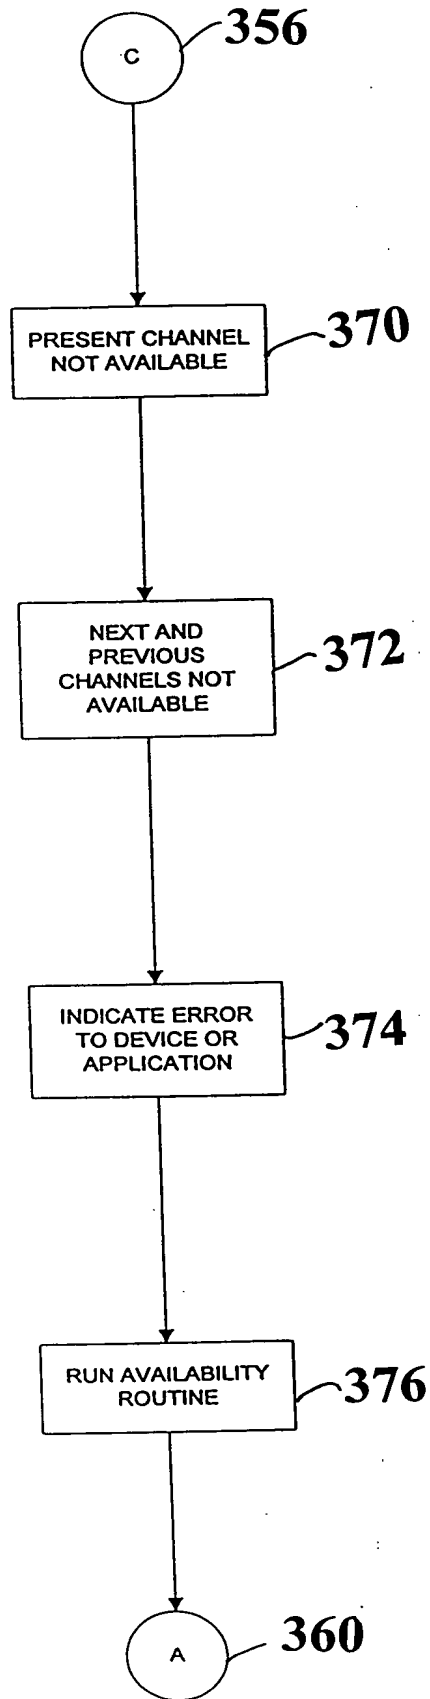 C
356
PRESENT CHANNEL
NOT AVAILABLE
370
NEXT AND
PREVIOUS
CHANNELS NOT
AVAILABLE
372
INDICATE ERROR
TO DEVICE OR
APPLICATION
374
RUN AVAILABILITY
ROUTINE
376
A
360